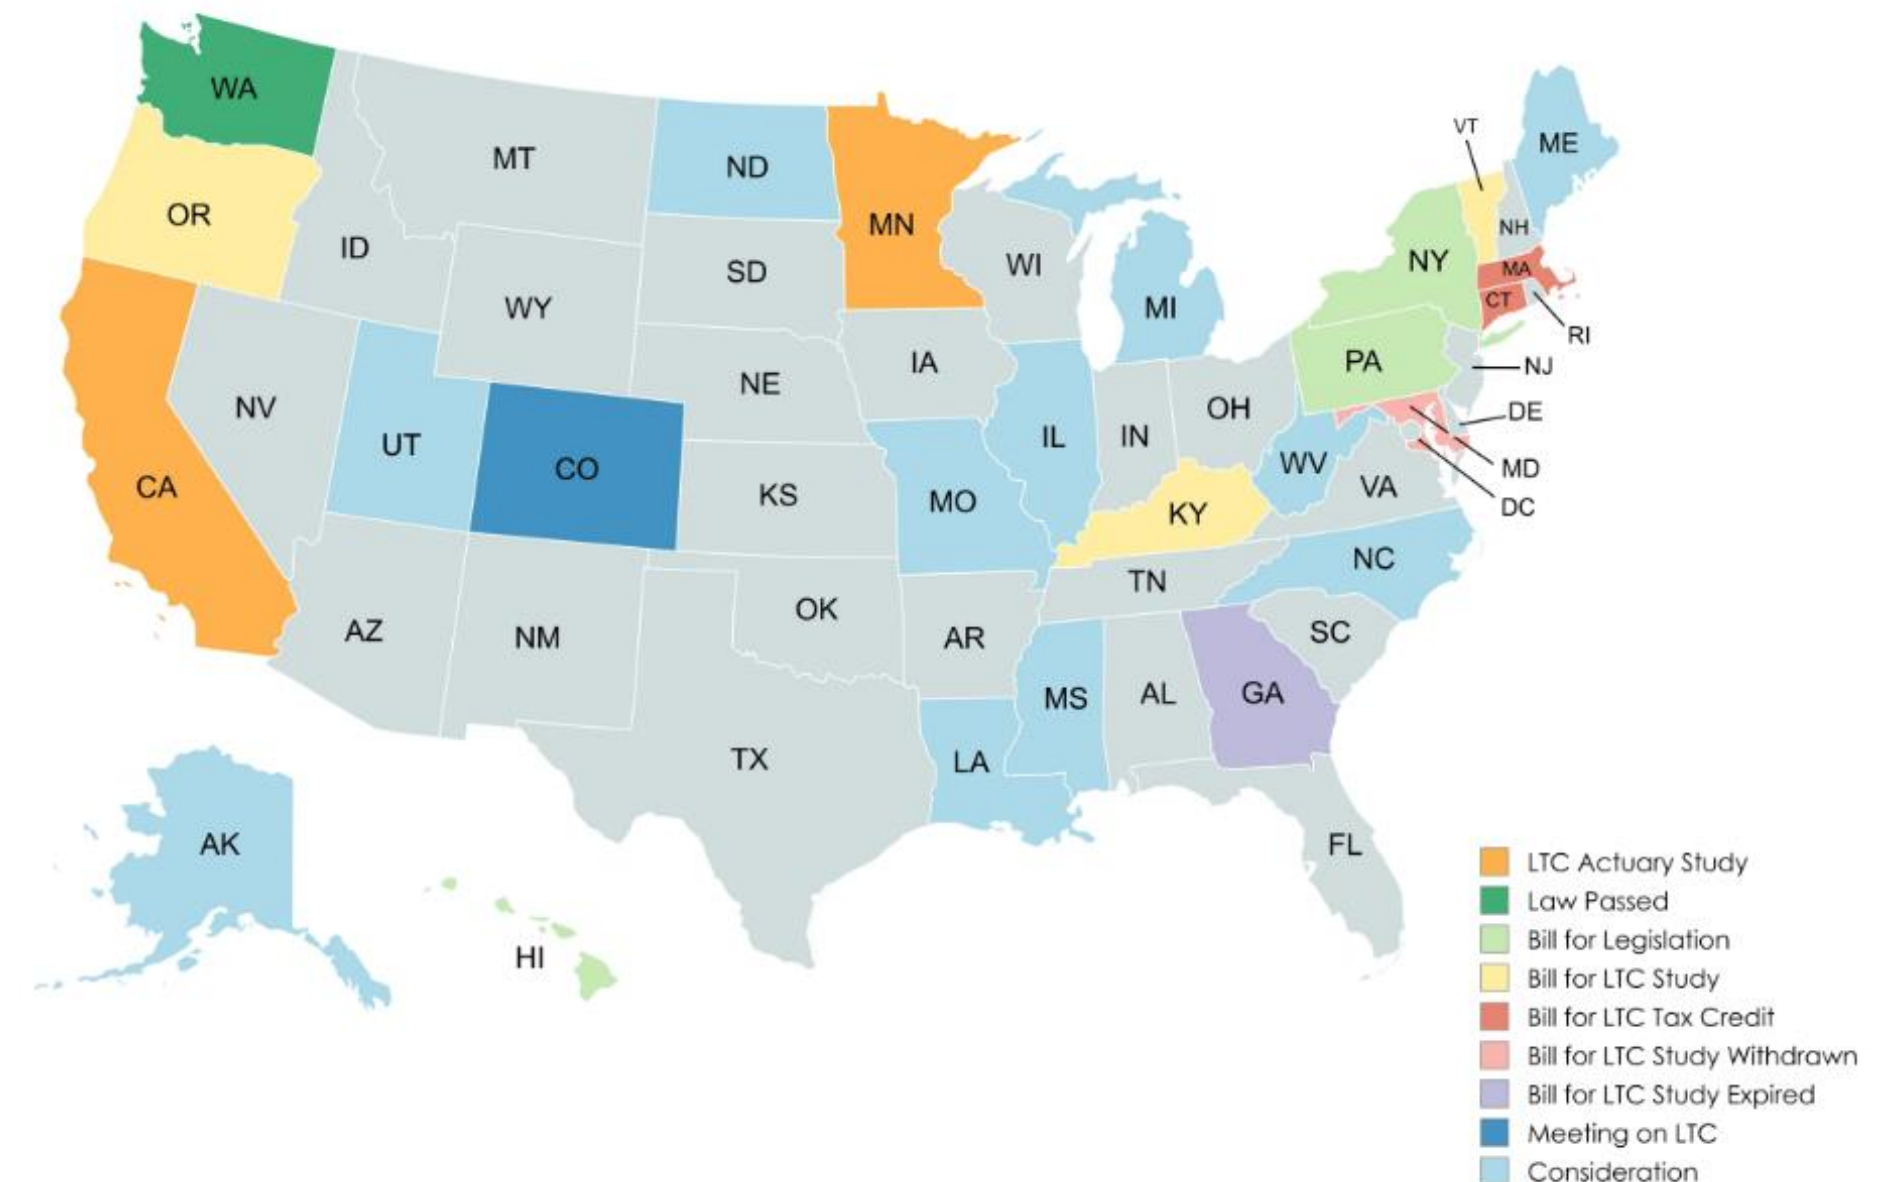 WA
MT
ND
MN
VT
ME
OR
ID
SD
WI
NY
NH
MA
CT
RI
WY
MI
IA
PA
NJ
NE
NV
UT
CO
IL
IN
OH
DE
WV
MD
VA
DC
CA
KS
MO
KY
NC
TN
OK
AZ
NM
AR
SC
MS
AL
GA
TX
LA
AK
FL
HI
LTC Actuary Study
Law Passed
Bill for Legislation
Bill for LTC Study
Bill for LTC Tax Credit
Bill for LTC Study Withdrawn
Bill for LTC Study Expired
Meeting on LTC
Consideration